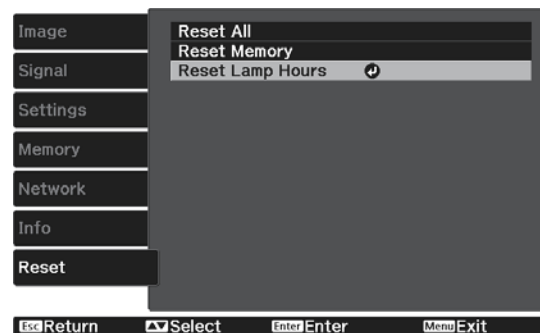 Image
Signal
Settings
Memory
Network
Info
Reset
Reset All
Reset Memory
Reset Lamp Hours
Esc Return
Select
Enter Enter
Menu Exit